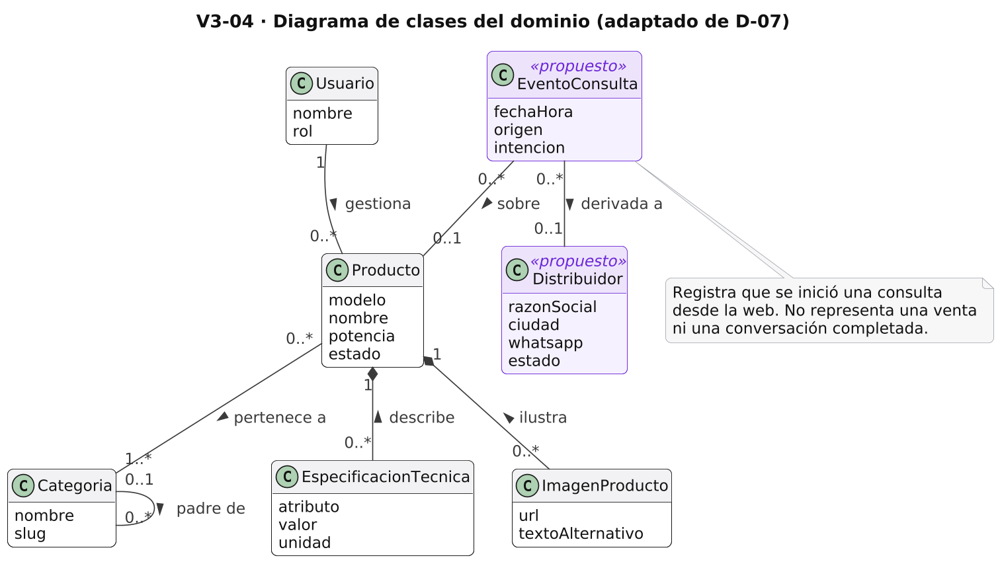 V3-04 · Diagrama de clases del dominio (adaptado de D-07)
C Usuario
nombre
rol
«propuesto»
C EventoConsulta
fechaHora
origen
intencion
1
gestiona
0..*
0..*
sobre
0..1
0..*
derivada a
0..1
C Producto
modelo
nombre
potencia
estado
«propuesto»
C Distribuidor
razonSocial
ciudad
whatsapp
estado
Registra que se inició una consulta
desde la web. No representa una venta
ni una conversación completada.
0..*
pertenece a
1..*
1
describe
0..*
1
ilustra
0..*
C Categoria
nombre
slug
0..1
padre de
0..*
C EspecificacionTecnica
atributo
valor
unidad
C ImagenProducto
url
textoAlternativo